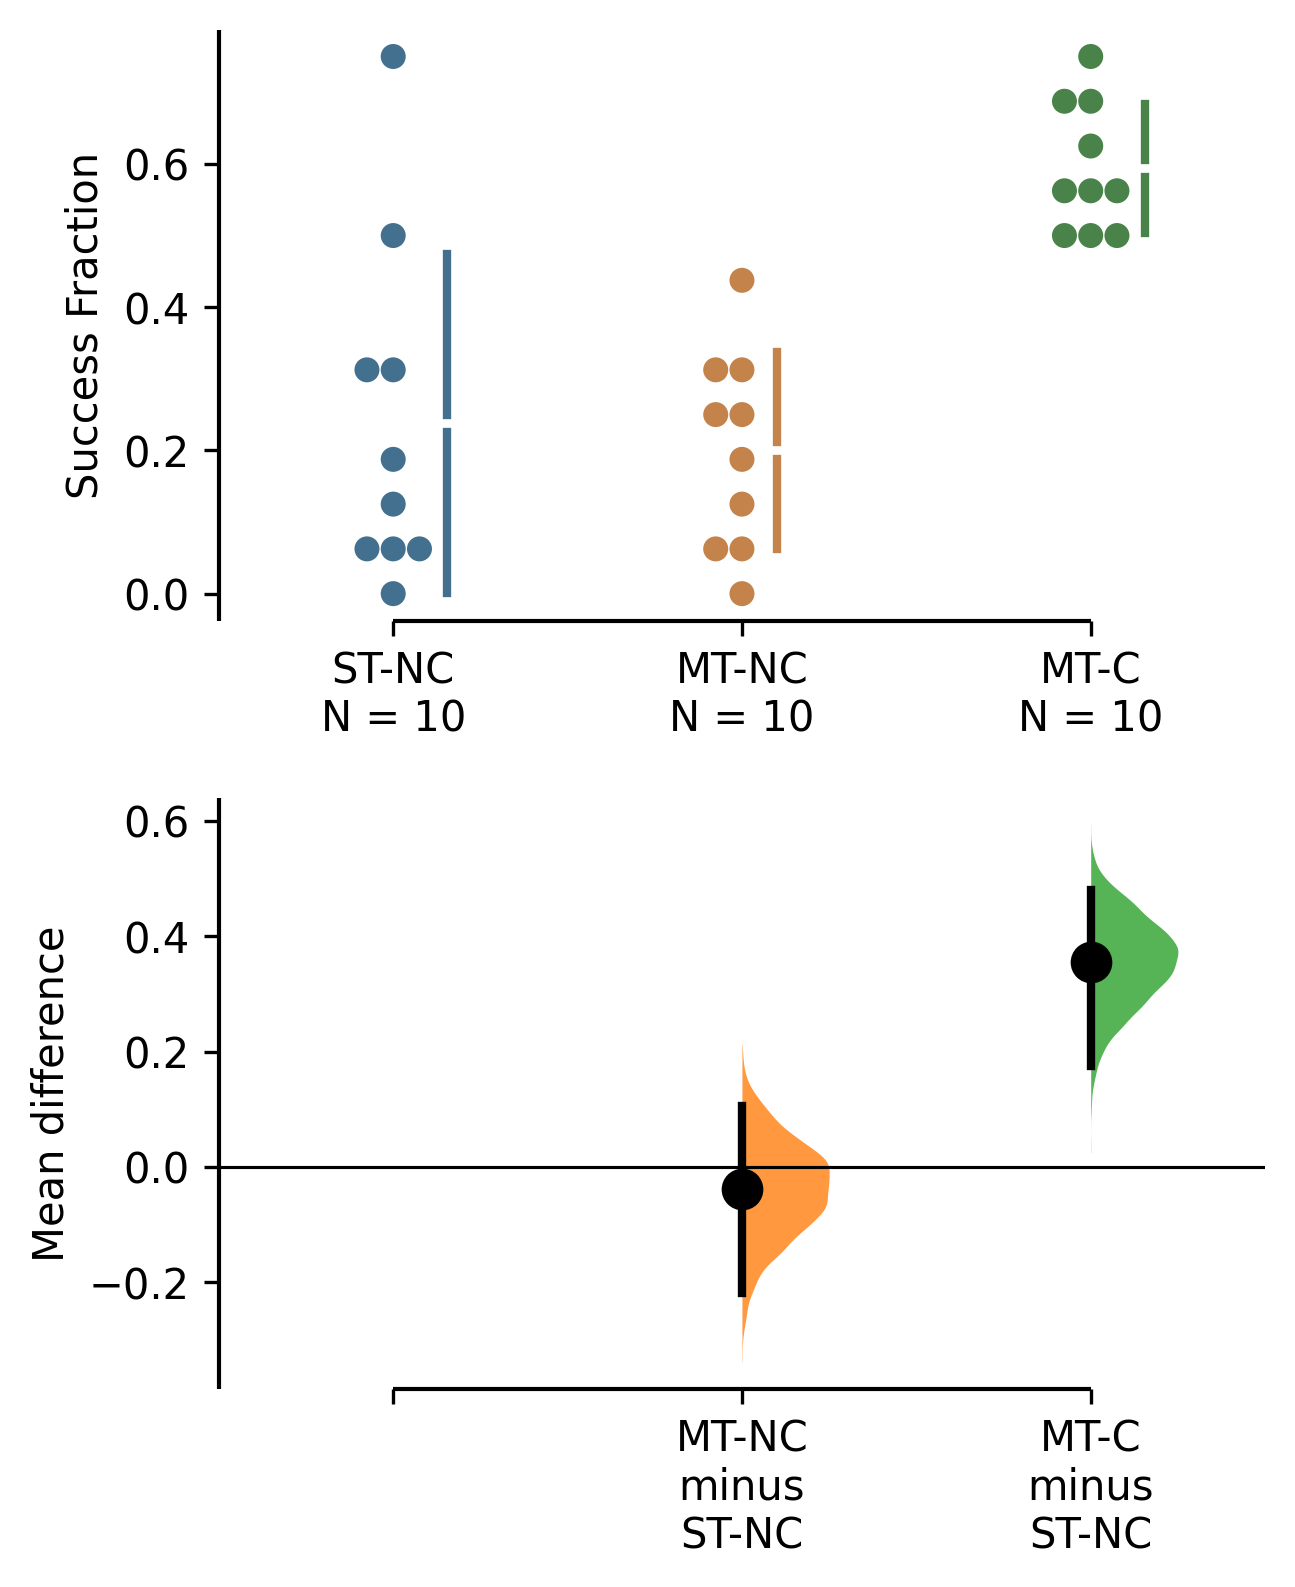 Success Fraction
0.6
0.4
0.2
0.0
ST-NC
N = 10
MT-NC
N = 10
MT-C
N = 10
Mean difference
0.6
0.4
0.2
0.0
−0.2
MT-NC
minus
ST-NC
MT-C
minus
ST-NC